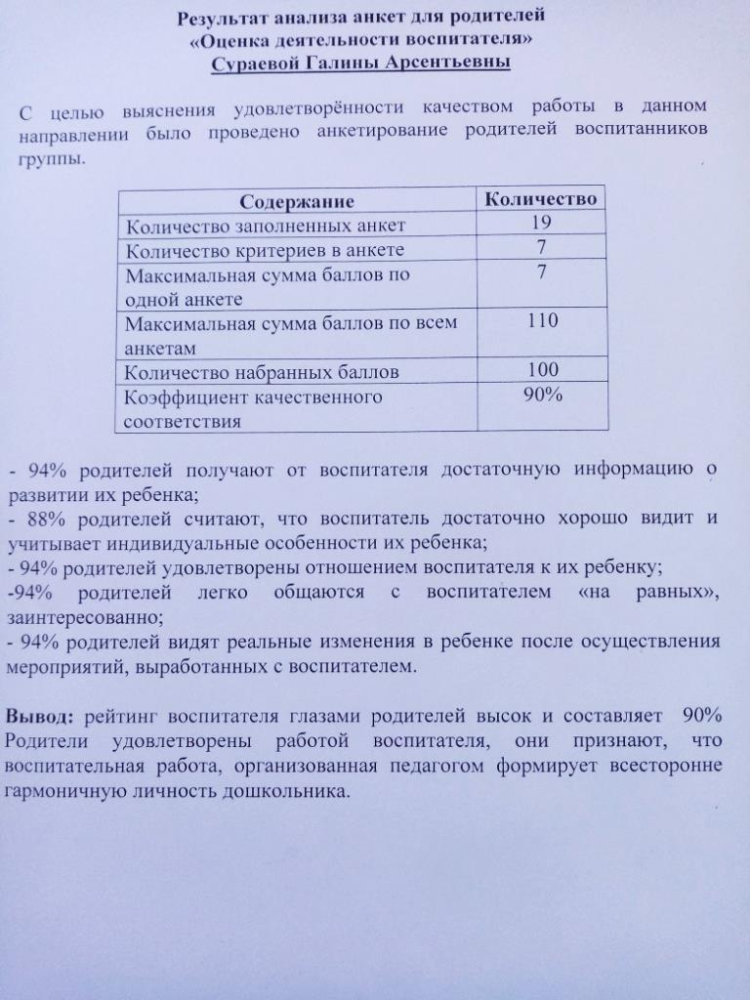 Результат анализа анкет для родителей
«Оценка деятельности воспитателя»
Сураевой Галины Арсентьевны
С целью выяснения удовлетворённости качеством работы в данном
направлении было проведено анкетирование родителей воспитанников
группы.
Содержание Количество
Количество заполненных анкет 19
Количество критериев в анкете 7
Максимальная сумма баллов по 7
одной анкете
Максимальная сумма баллов по всем 110
анкетам
Количество набранных баллов 100
Коэффициент качественного 90%
соответствия
- 94% родителей получают от воспитателя достаточную информацию о
развитии их ребенка;
- 88% родителей считают, что воспитатель достаточно хорошо видит и
учитывает индивидуальные особенности их ребенка;
- 94% родителей удовлетворены отношением воспитателя к их ребенку;
-94% родителей легко общаются с воспитателем «на равных»,
заинтересованно;
- 94% родителей видят реальные изменения в ребенке после осуществления
мероприятий, выработанных с воспитателем.
Вывод: рейтинг воспитателя глазами родителей высок и составляет 90%
Родители удовлетворены работой воспитателя, они признают, что
воспитательная работа, организованная педагогом формирует всесторонне
гармоничную личность дошкольника.